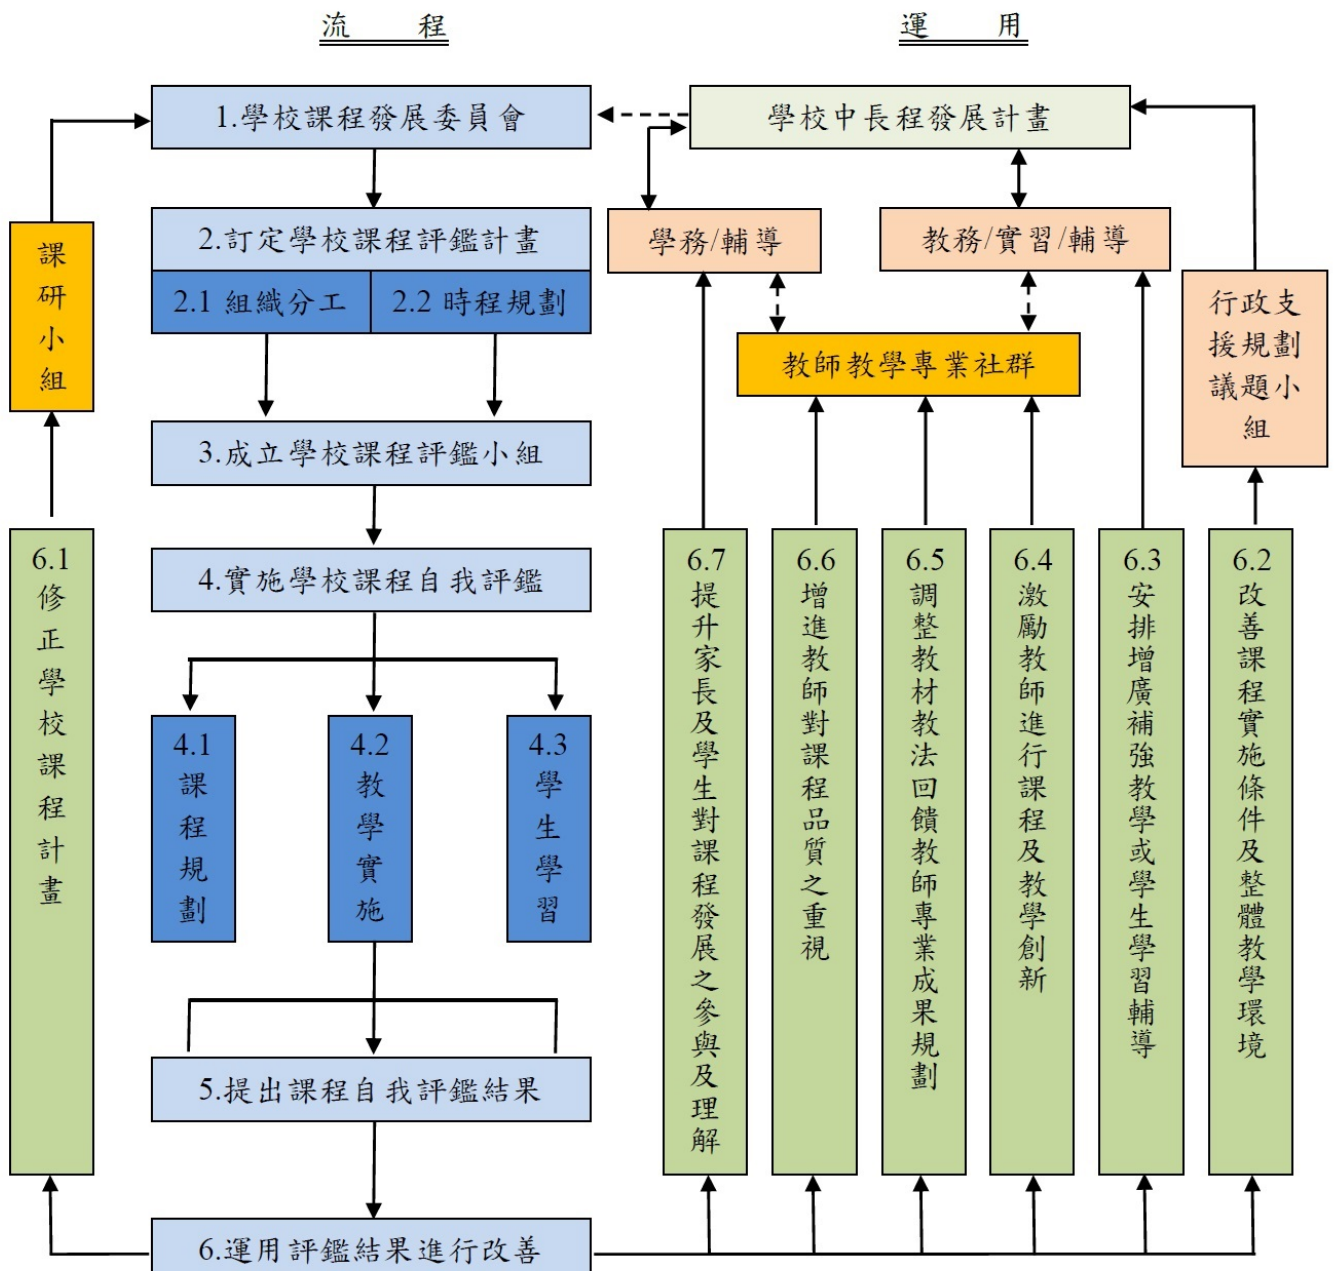 流程
運用
1.學校課程發展委員會
學校中長程發展計畫
2.訂定學校課程評鑑計畫
學務/輔導
教務/實習/輔導
課研小組
2.1 組織分工
2.2 時程規劃
行政支
援規劃
議題小
組
教師教學專業社群
3.成立學校課程評鑑小組
4.實施學校課程自我評鑑
6.1
修正學校課程計畫
4.1
課程規劃
4.2
教學實施
4.3
學生學習
6.7
提升家長及學生對課程發展之參與及理解
6.6
增進教師對課程品質之重視
6.5
調整教材教法回饋教師專業成果規劃
6.4
激勵教師進行課程及教學創新
6.3
安排增廣補強教學或學生學習輔導
6.2
改善課程實施條件及整體教學環境
5.提出課程自我評鑑結果
6.運用評鑑結果進行改善